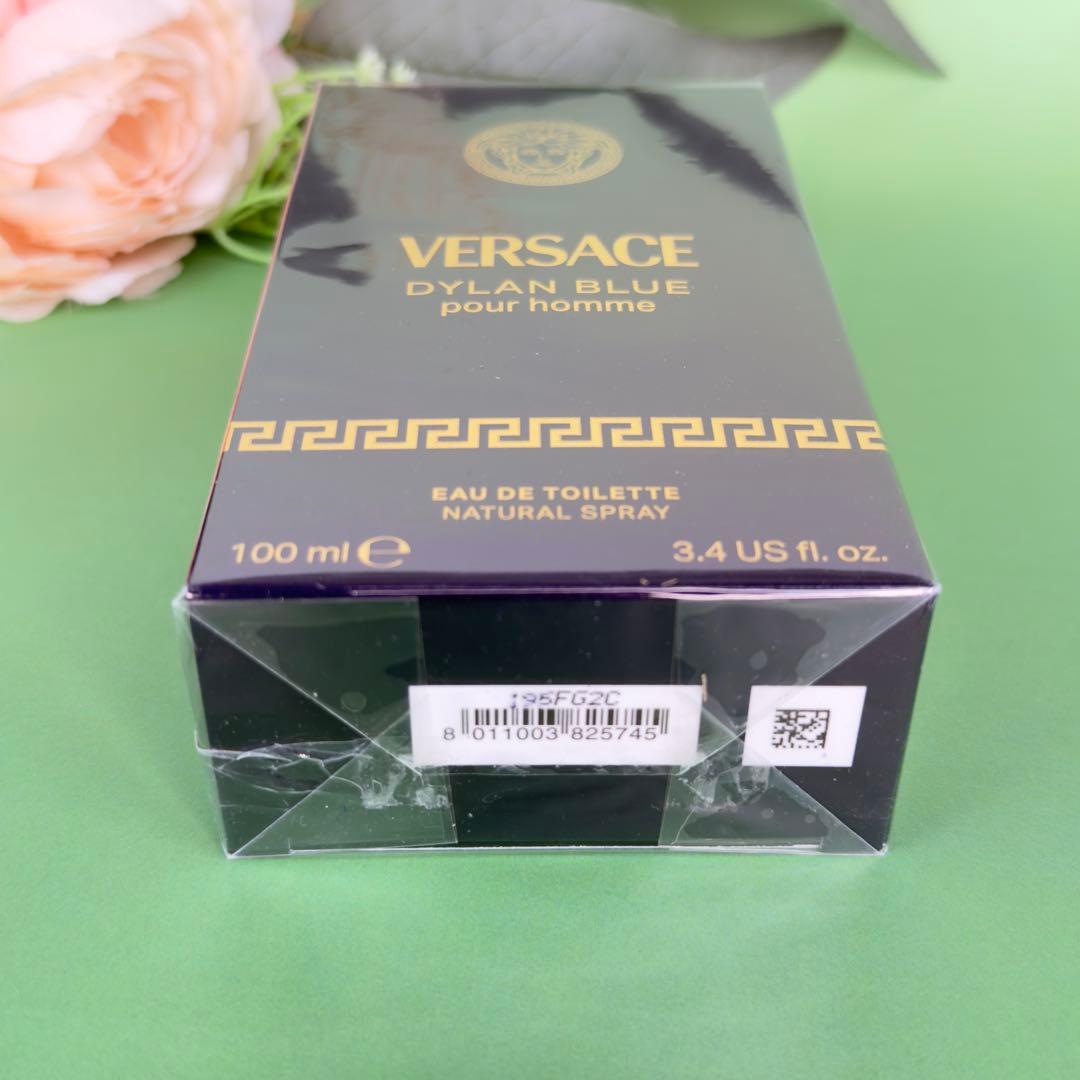 VERSACE
DYLAN BLUE
pour homme
EAU DE TOILETTE
NATURAL SPRAY
100 ml ℮
3.4 US fl. oz.
195FG2C
8 011003 825745